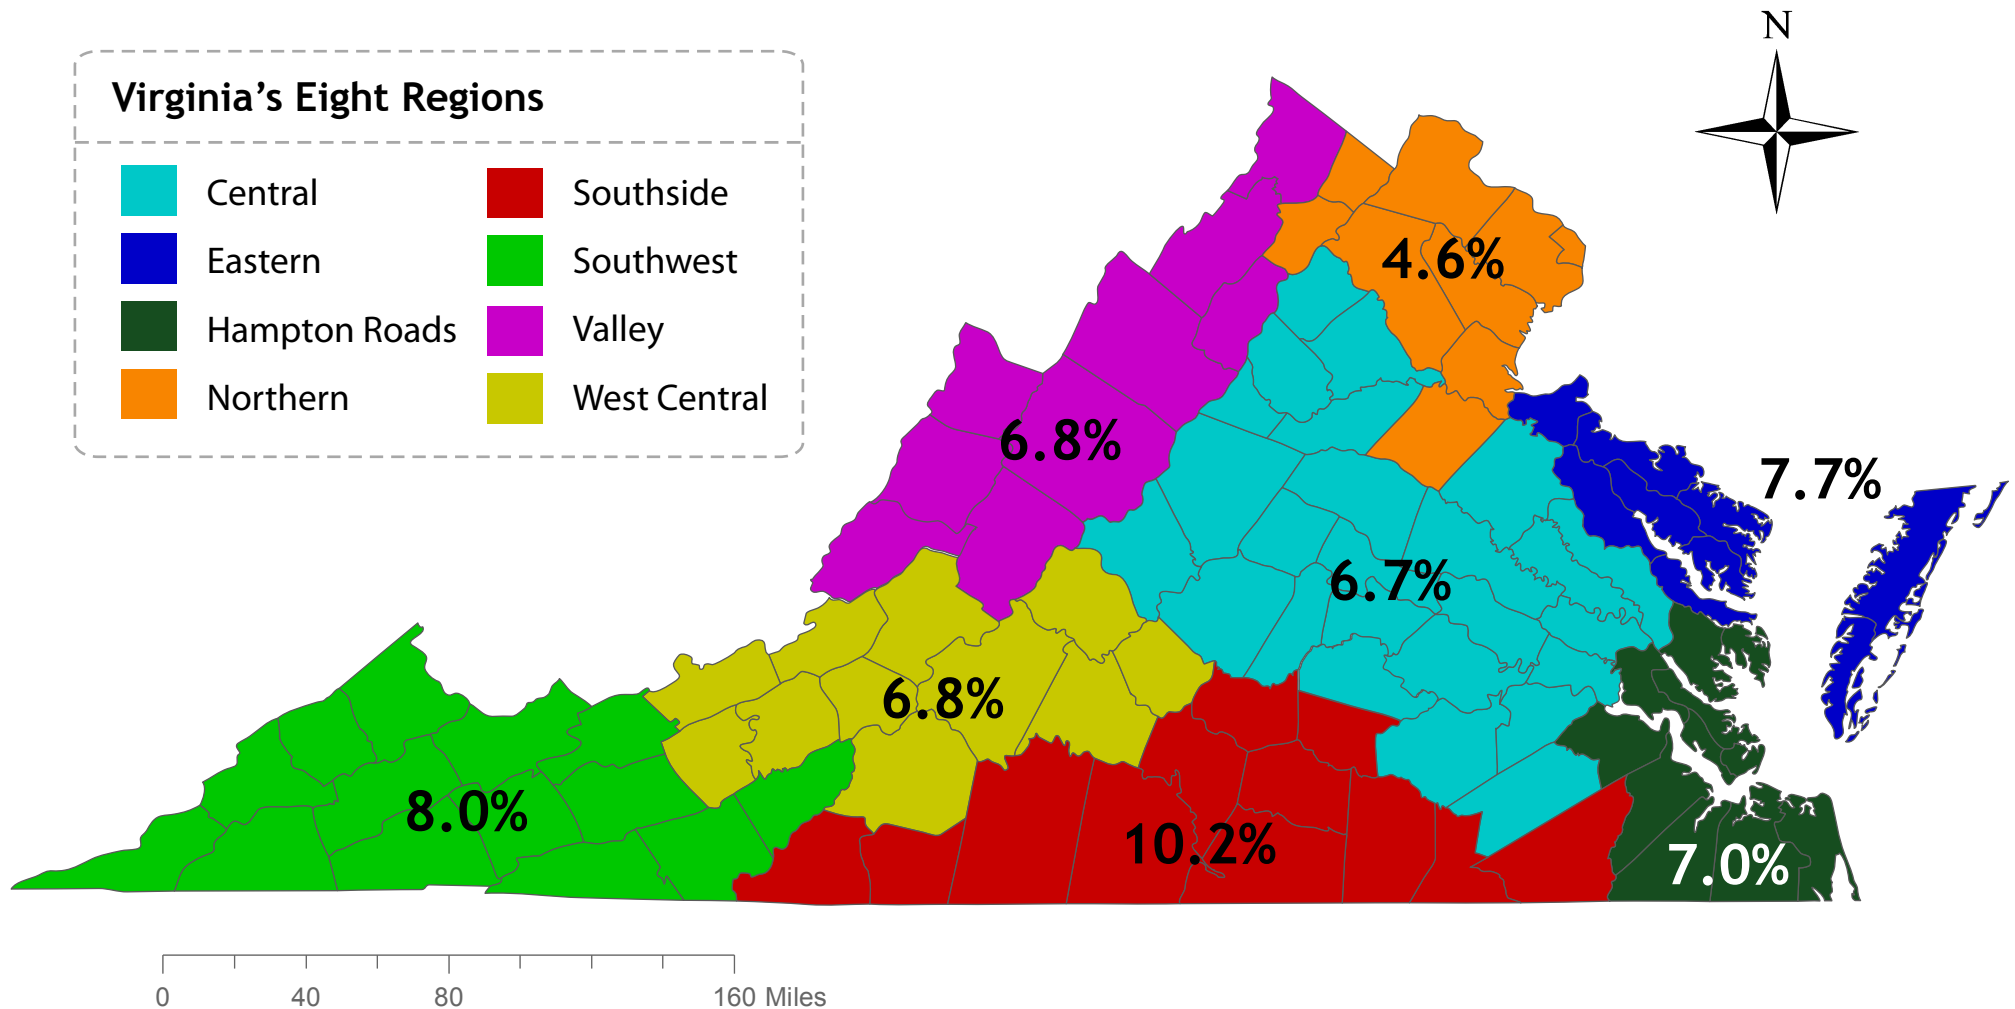 N
Virginia’s Eight Regions
Central
Southside
Eastern
Southwest
Hampton Roads
Valley
Northern
West Central
4.6%
6.8%
7.7%
6.7%
6.8%
8.0%
10.2%
7.0%
0 40 80 160 Miles